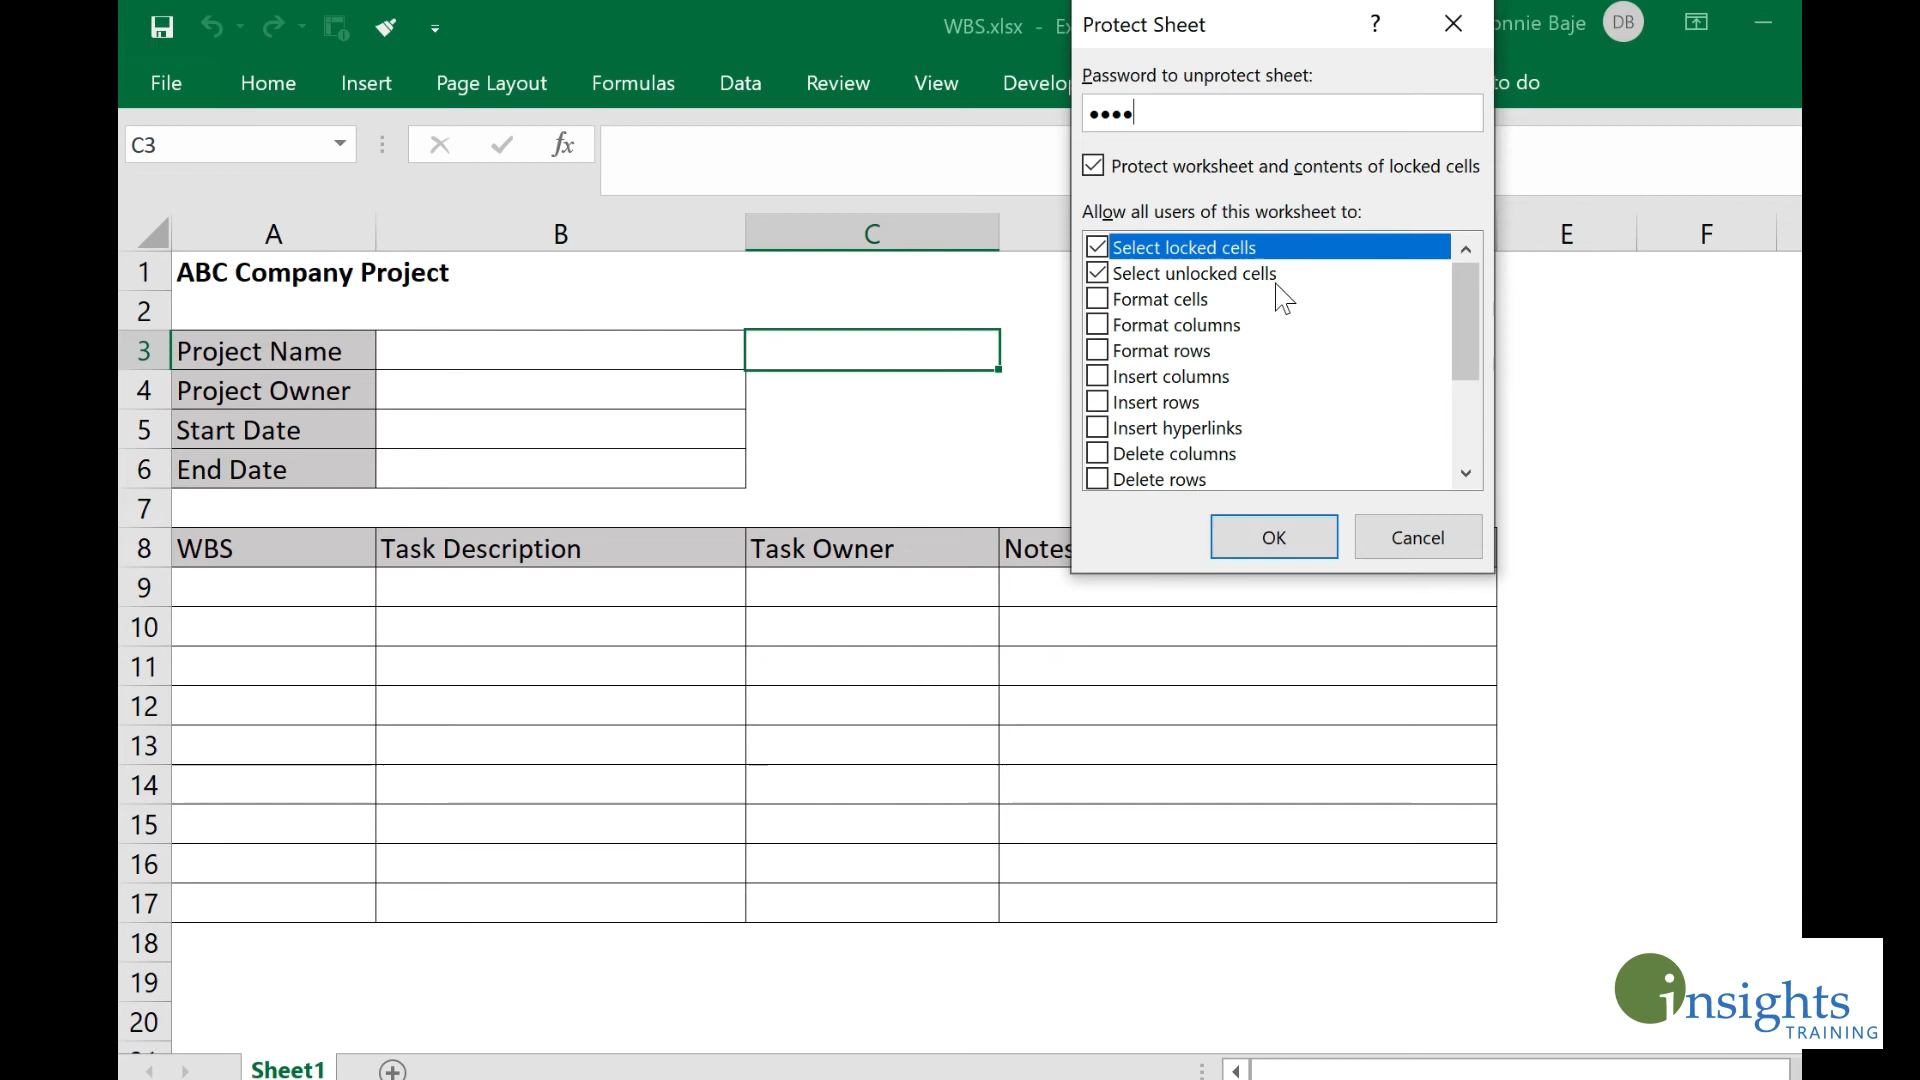 WBS.xlsx - Ex
Protect Sheet
?
onnie Baje
DB
File
Home
Insert
Page Layout
Formulas
Data
Review
View
Develop
to do
Password to unprotect sheet:
••••
C3
fx
Protect worksheet and contents of locked cells
Allow all users of this worksheet to:
Select locked cells
Select unlocked cells
Format cells
Format columns
Format rows
Insert columns
Insert rows
Insert hyperlinks
Delete columns
Delete rows
OK
Cancel
A B C E F
1 ABC Company Project
2
3 Project Name
4 Project Owner
5 Start Date
6 End Date
7
8 WBS Task Description Task Owner Notes
9
10
11
12
13
14
15
16
17
18
19
20
Sheet1
insights
TRAINING